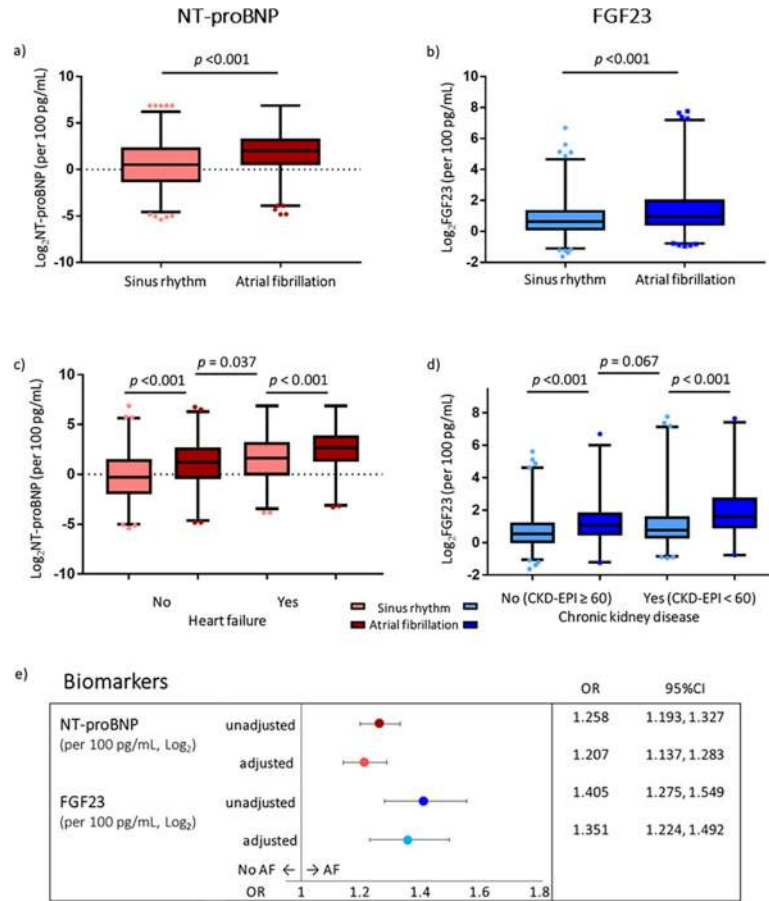 NT-proBNP
FGF23
a)
p <0.001
Log₂NT-proBNP (per 100 pg/mL)
10
5
0
-5
-10
Sinus rhythm
Atrial fibrillation
b)
p <0.001
Log₂FGF23 (per 100 pg/mL)
10
8
6
4
2
0
-2
Sinus rhythm
Atrial fibrillation
c)
p <0.001
p = 0.037
p < 0.001
Log₂NT-proBNP (per 100 pg/mL)
10
5
0
-5
-10
No
Yes
Heart failure
d)
p <0.001
p = 0.067
p < 0.001
Log₂FGF23 (per 100 pg/mL)
8
6
4
2
0
-2
No (CKD-EPI ≥ 60)
Yes (CKD-EPI < 60)
Chronic kidney disease
Sinus rhythm
Atrial fibrillation
e)
Biomarkers
OR
95%CI
NT-proBNP
(per 100 pg/mL, Log₂)
unadjusted
1.258
1.193, 1.327
adjusted
1.207
1.137, 1.283
FGF23
(per 100 pg/mL, Log₂)
unadjusted
1.405
1.275, 1.549
adjusted
1.351
1.224, 1.492
No AF ← → AF
OR
1
1.2
1.4
1.6
1.8